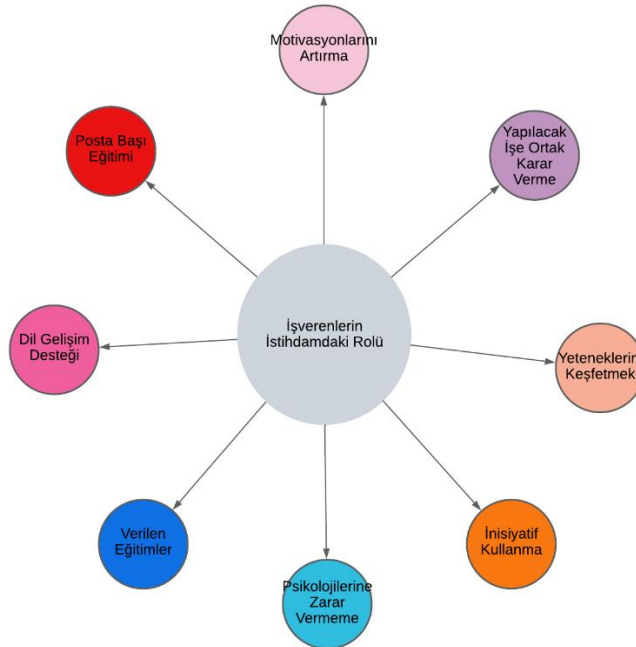 Motivasyonlarını
Artırma
Posta Başı
Eğitimi
Yapılacak
İşe Ortak
Karar
Verme
İşverenlerin
İstihdamdaki Rolü
Dil Gelişim
Desteği
Yeteneklerin
Keşfetmek
Verilen
Eğitimler
İnisiyatif
Kullanma
Psikolojilerine
Zarar
Vermeme